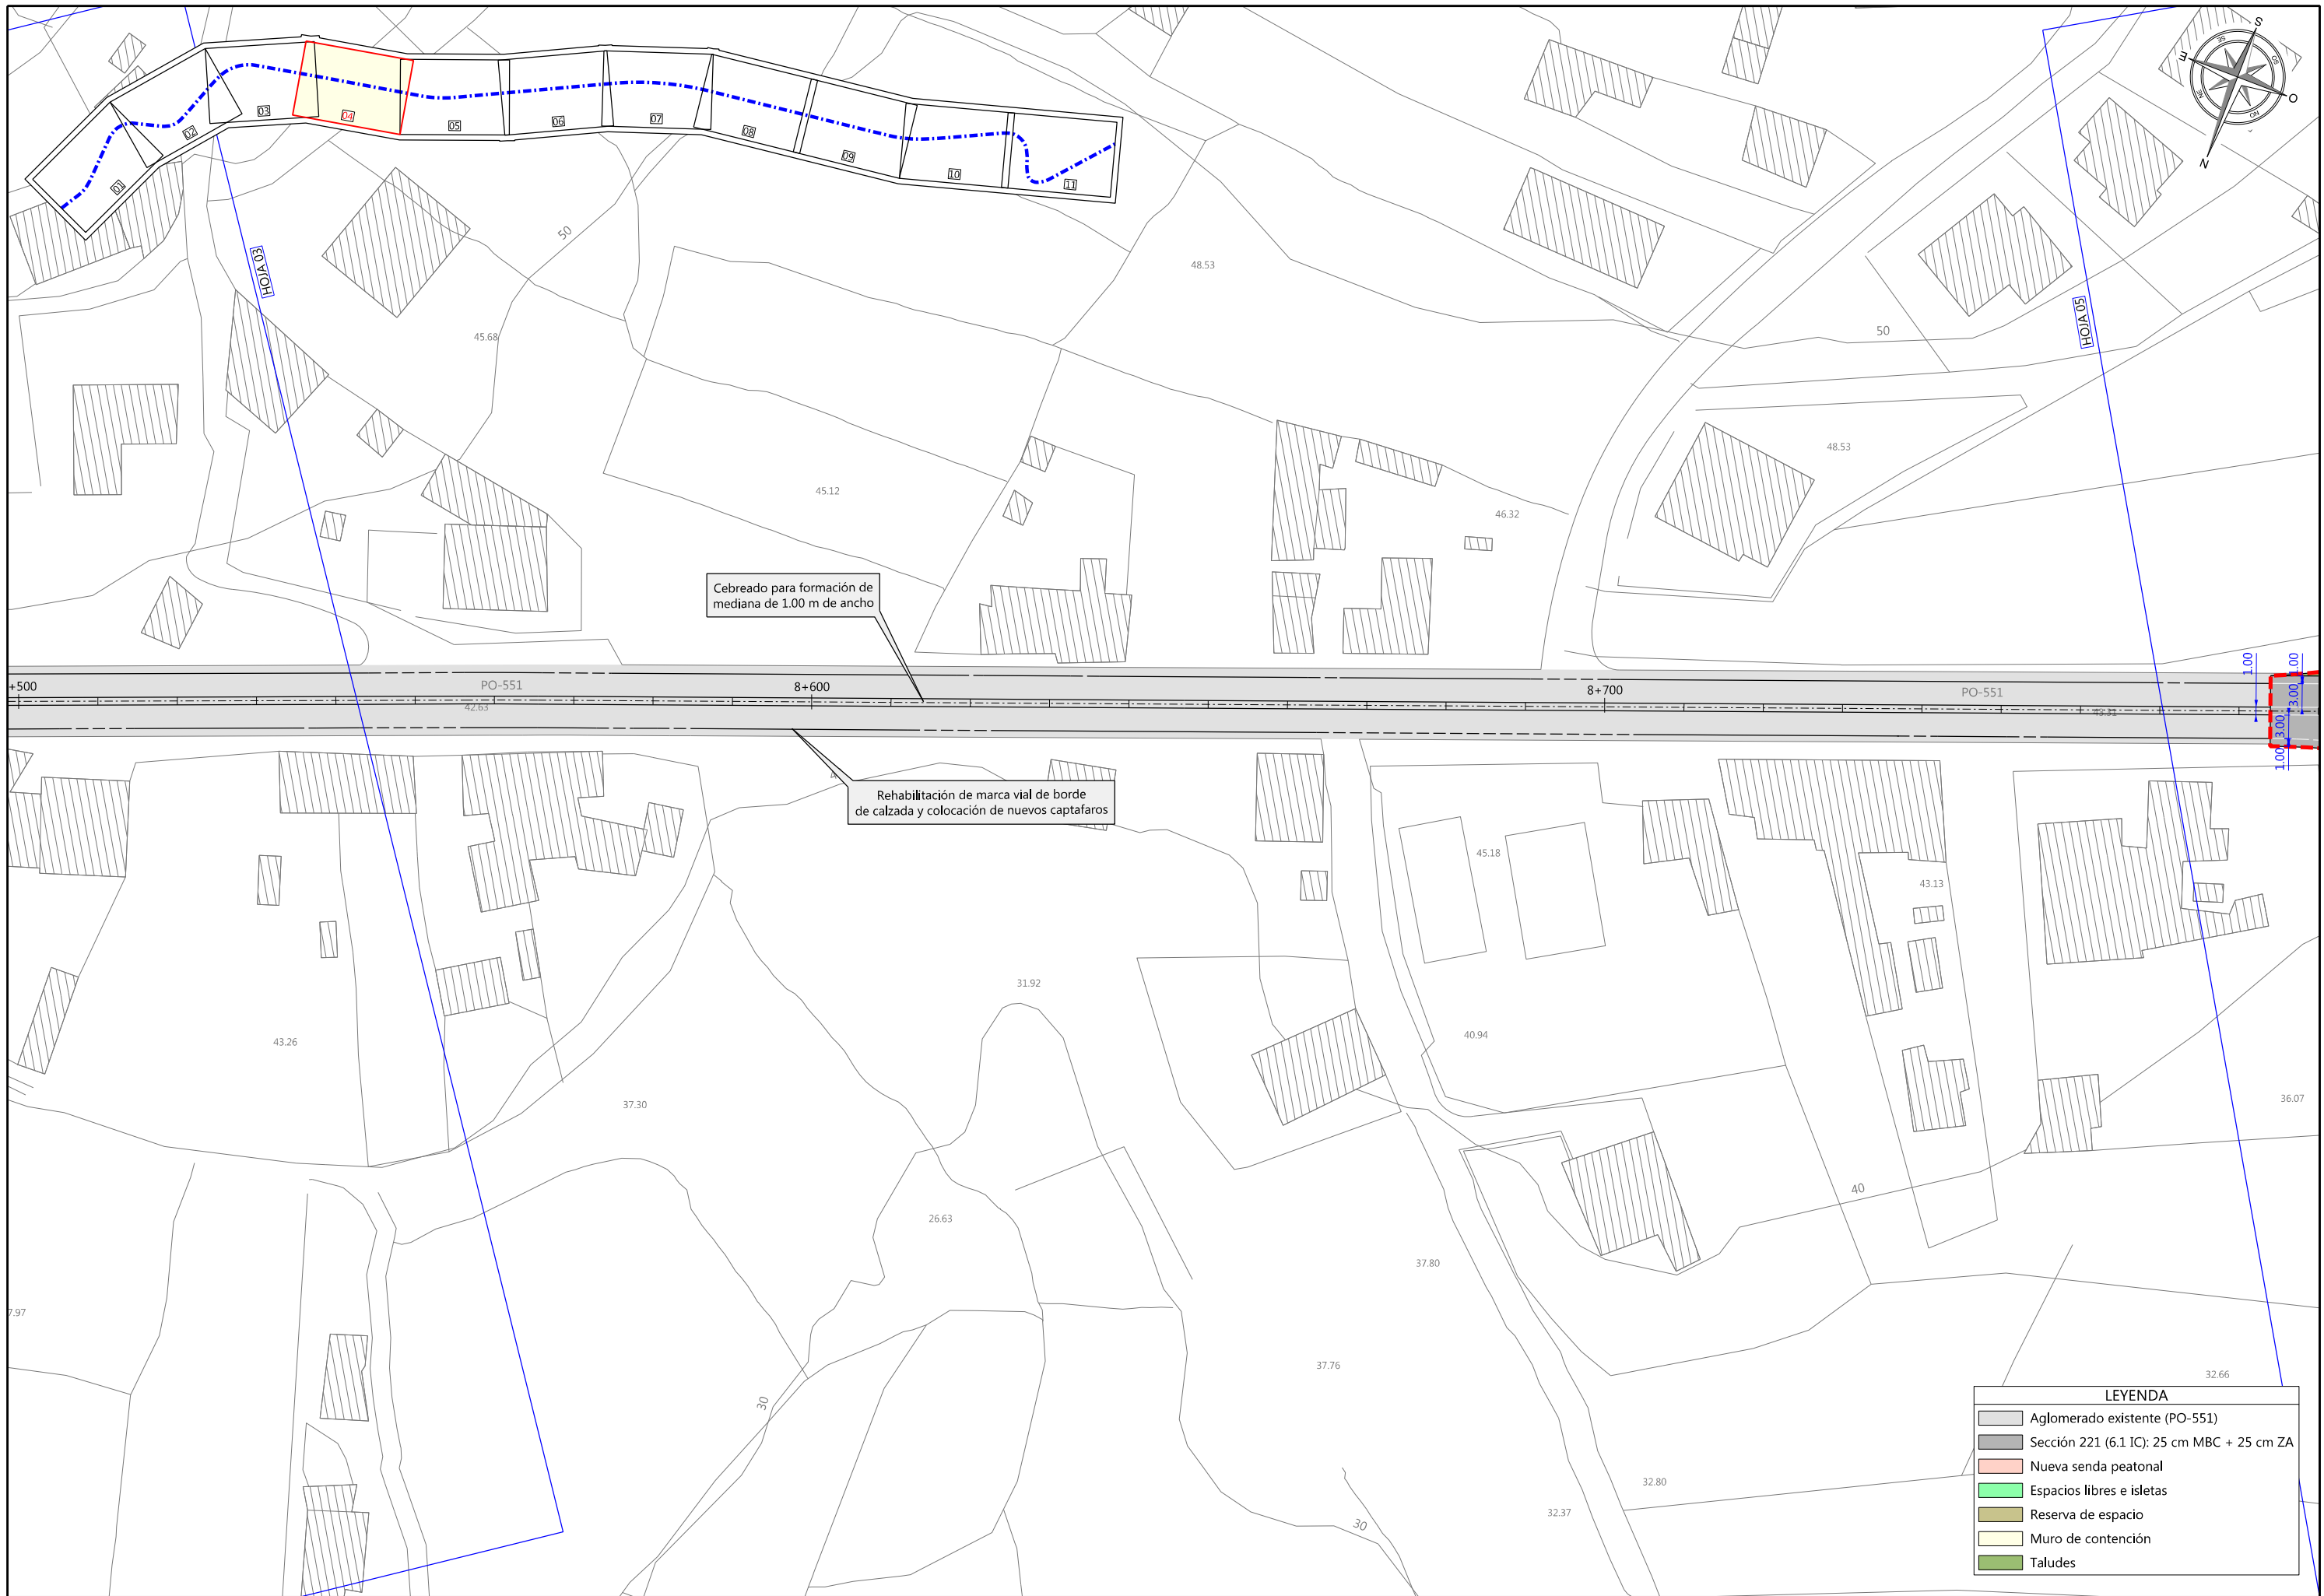 S
SE
SO
E
O
NE
NO
N
01
02
03
04
05
06
07
08
09
10
11
HOJA 03
50
48.53
HOJA 05
50
45.68
48.53
45.12
46.32
Cebreado para formación de
mediana de 1.00 m de ancho
+500
PO-551
8+600
8+700
PO-551
42.63
1.00
1.00
3.00
3.00
1.00
Rehabilitación de marca vial de borde
de calzada y colocación de nuevos captafaros
45.18
43.13
31.92
43.26
40.94
37.30
36.07
40
26.63
37.80
7.97
37.76
32.66
30
32.80
32.37
30
LEYENDA
Aglomerado existente (PO-551)
Sección 221 (6.1 IC): 25 cm MBC + 25 cm ZA
Nueva senda peatonal
Espacios libres e isletas
Reserva de espacio
Muro de contención
Taludes